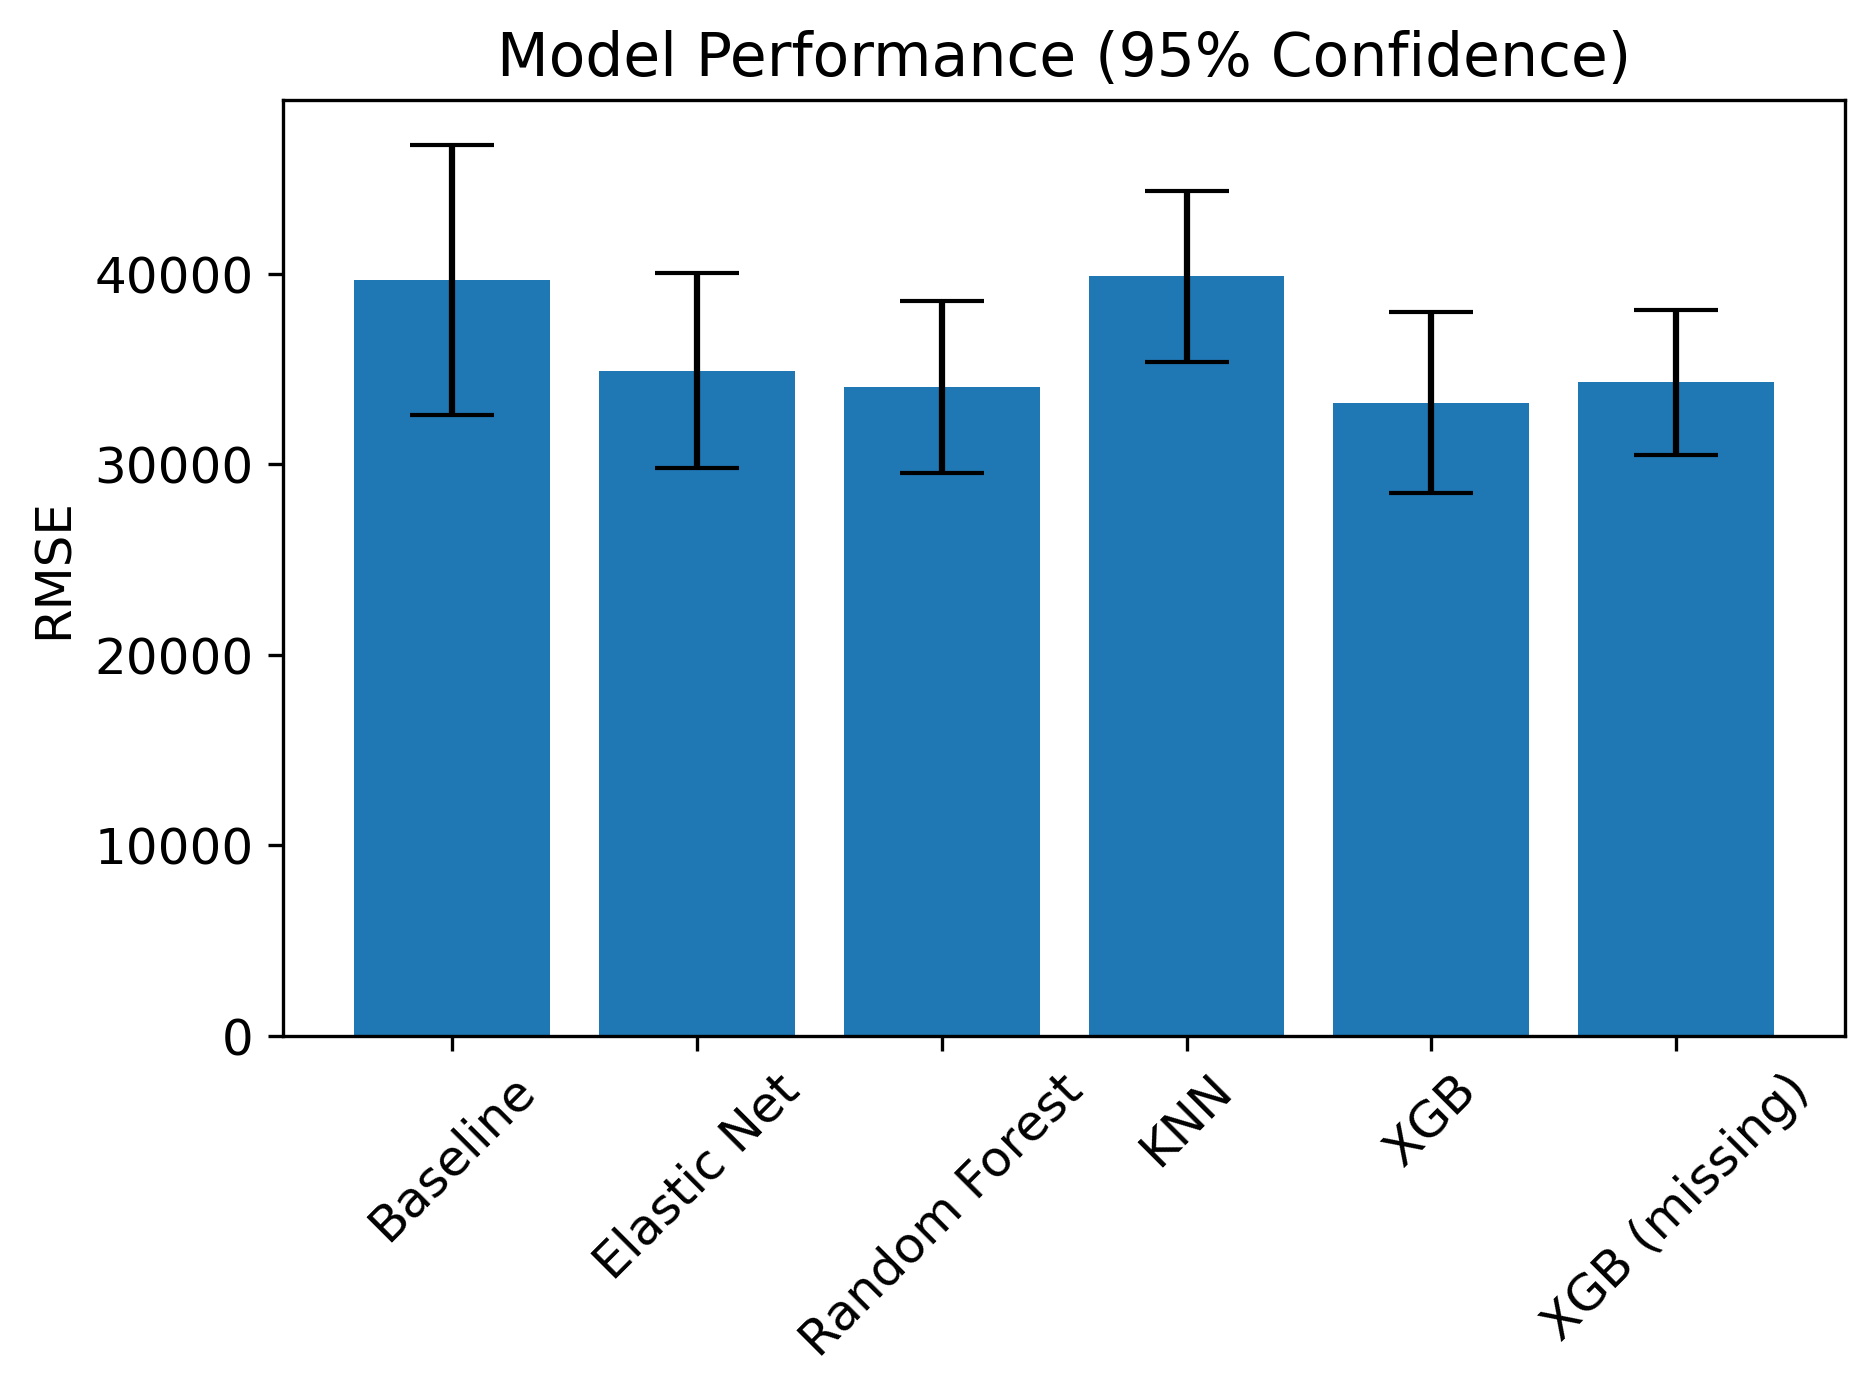 Model Performance (95% Confidence)
RMSE
40000
30000
20000
10000
0
Baseline
Elastic Net
Random Forest
KNN
XGB
XGB (missing)